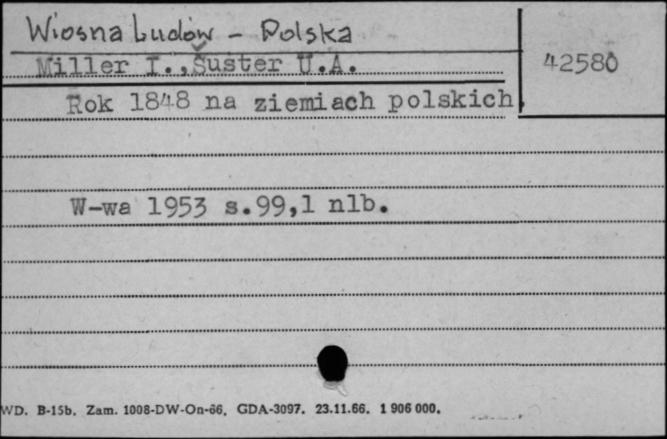 Wiosna Ludów - Polska
Miller I., Šuster U.A.
42580
Rok 1848 na ziemiach polskich
W-wa 1953 s.99,1 nlb.
WD. B-15b. Zam. 1008-DW-On-66. GDA-3097. 23.11.66. 1 906 000.